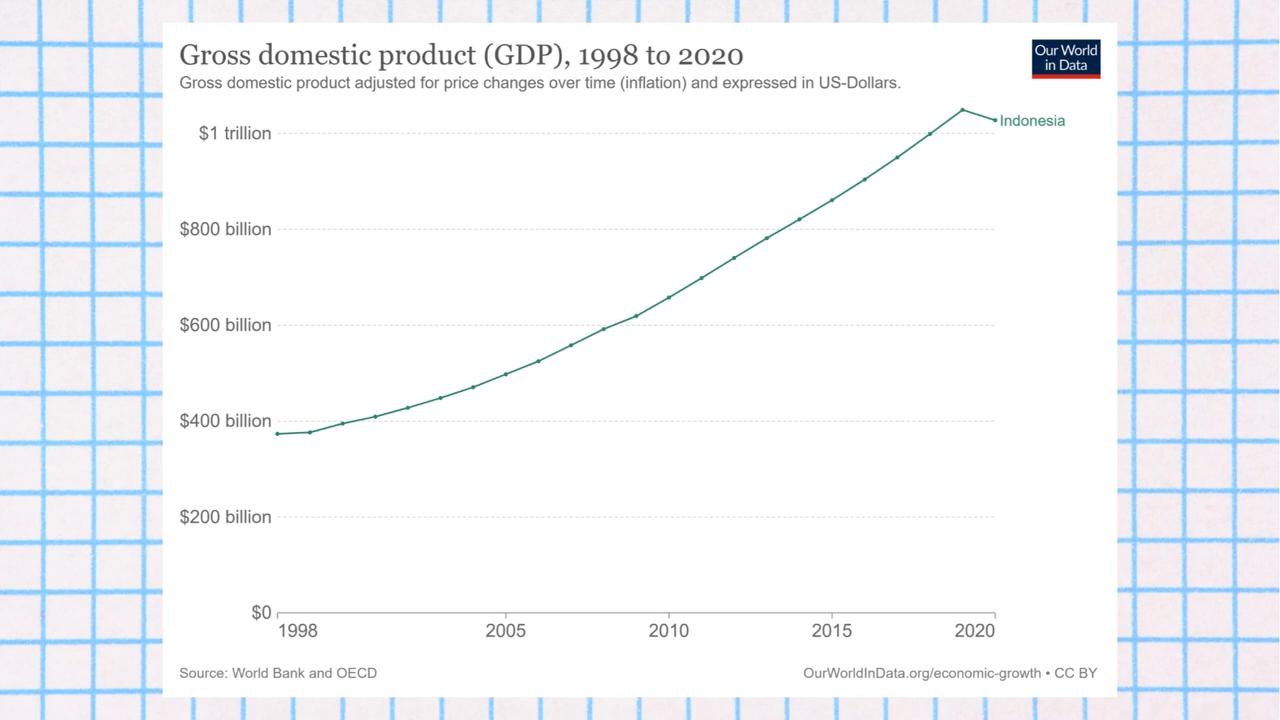 Gross domestic product (GDP), 1998 to 2020
Gross domestic product adjusted for price changes over time (inflation) and expressed in US-Dollars.
Our World
in Data
$1 trillion
Indonesia
$800 billion
$600 billion
$400 billion
$200 billion
$0
1998
2005
2010
2015
2020
Source: World Bank and OECD
OurWorldInData.org/economic-growth • CC BY